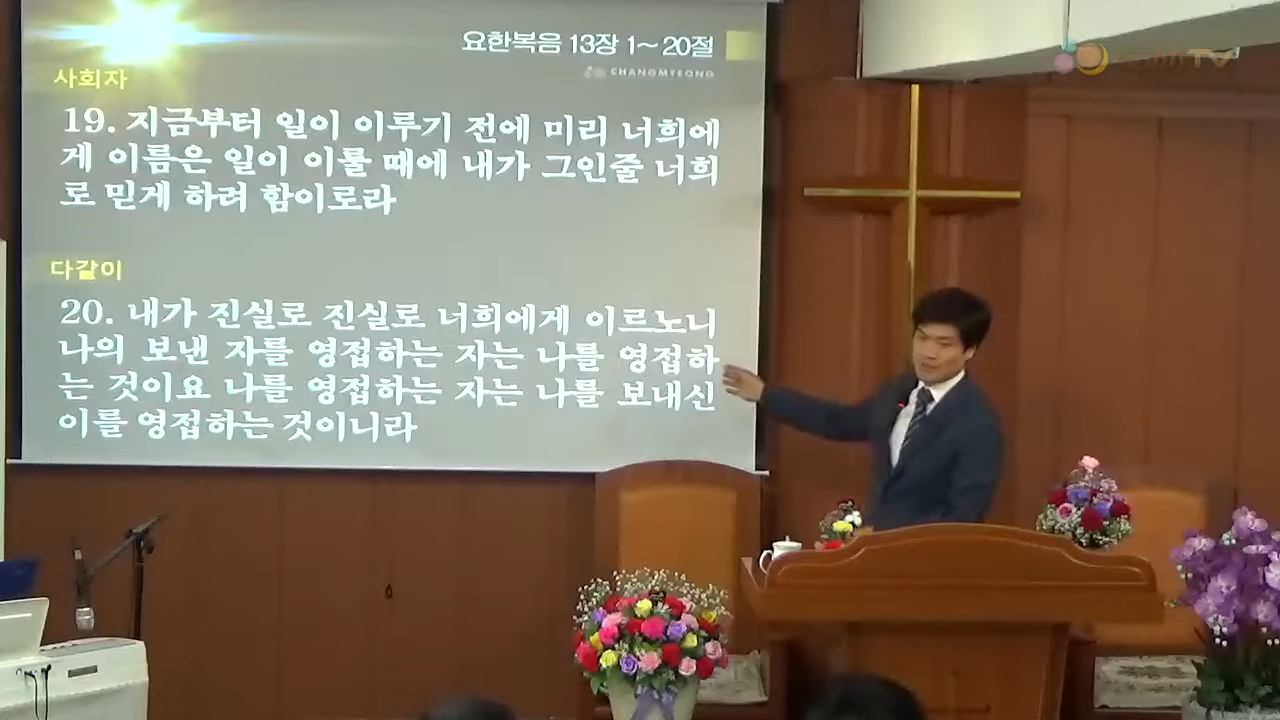 요한복음 13장 1~20절
CHANGMYEONG
사회자
19. 지금부터 일이 이루기 전에 미리 너희에
게 이름은 일이 이룰 때에 내가 그인줄 너희
로 믿게 하려 함이로라
다같이
20. 내가 진실로 진실로 너희에게 이르노니
나의 보낸 자를 영접하는 자는 나를 영접하
는 것이요 나를 영접하는 자는 나를 보내신
이를 영접하는 것이니라
TV